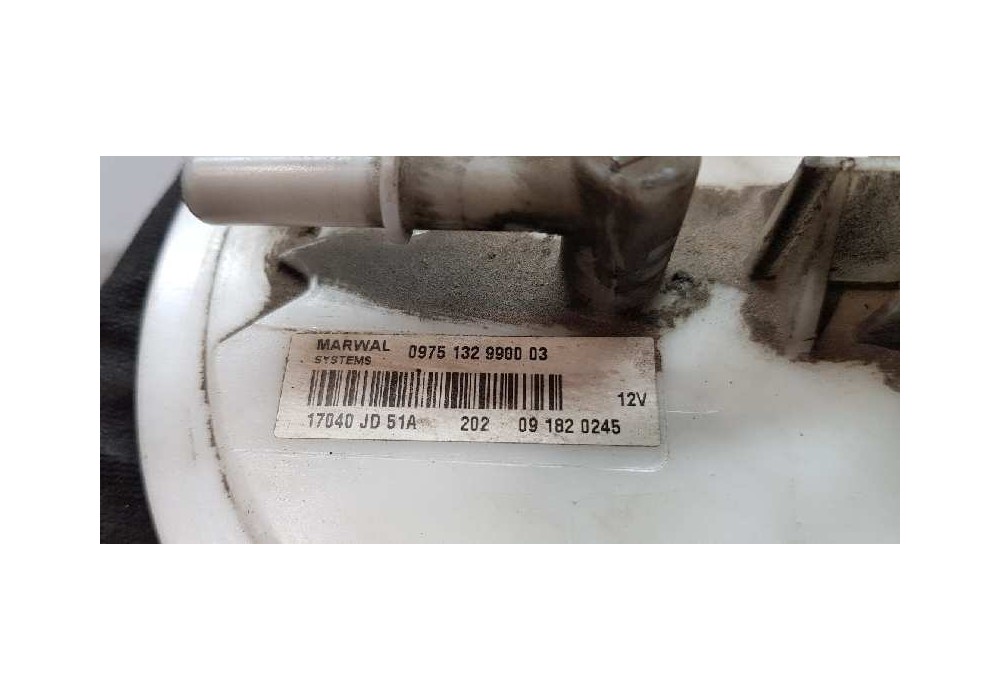 MARWAL SYSTEMS 0975 132 9900 03
12V
17040 JD 51A 202 09 182 0245